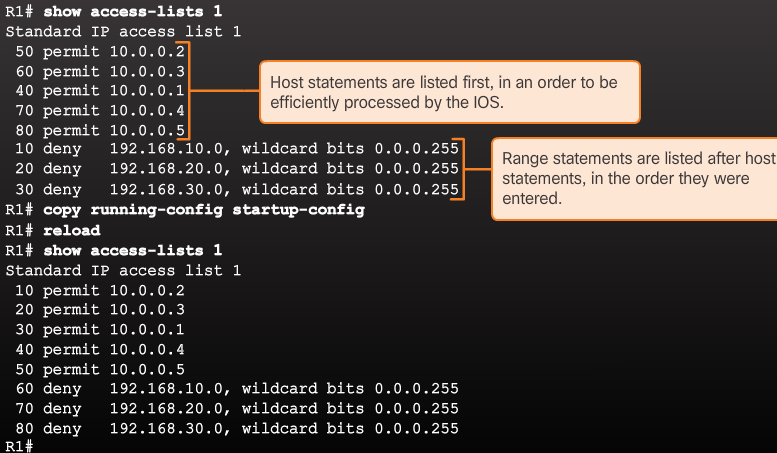 R1# show access-lists 1
Standard IP access list 1
50 permit 10.0.0.2
60 permit 10.0.0.3
40 permit 10.0.0.1
70 permit 10.0.0.4
80 permit 10.0.0.5
Host statements are listed first, in an order to be
efficiently processed by the IOS.
10 deny   192.168.10.0, wildcard bits 0.0.0.255
20 deny   192.168.20.0, wildcard bits 0.0.0.255
30 deny   192.168.30.0, wildcard bits 0.0.0.255
Range statements are listed after host
statements, in the order they were
entered.
R1# copy running-config startup-config
R1# reload
R1# show access-lists 1
Standard IP access list 1
10 permit 10.0.0.2
20 permit 10.0.0.3
30 permit 10.0.0.1
40 permit 10.0.0.4
50 permit 10.0.0.5
60 deny   192.168.10.0, wildcard bits 0.0.0.255
70 deny   192.168.20.0, wildcard bits 0.0.0.255
80 deny   192.168.30.0, wildcard bits 0.0.0.255
R1#